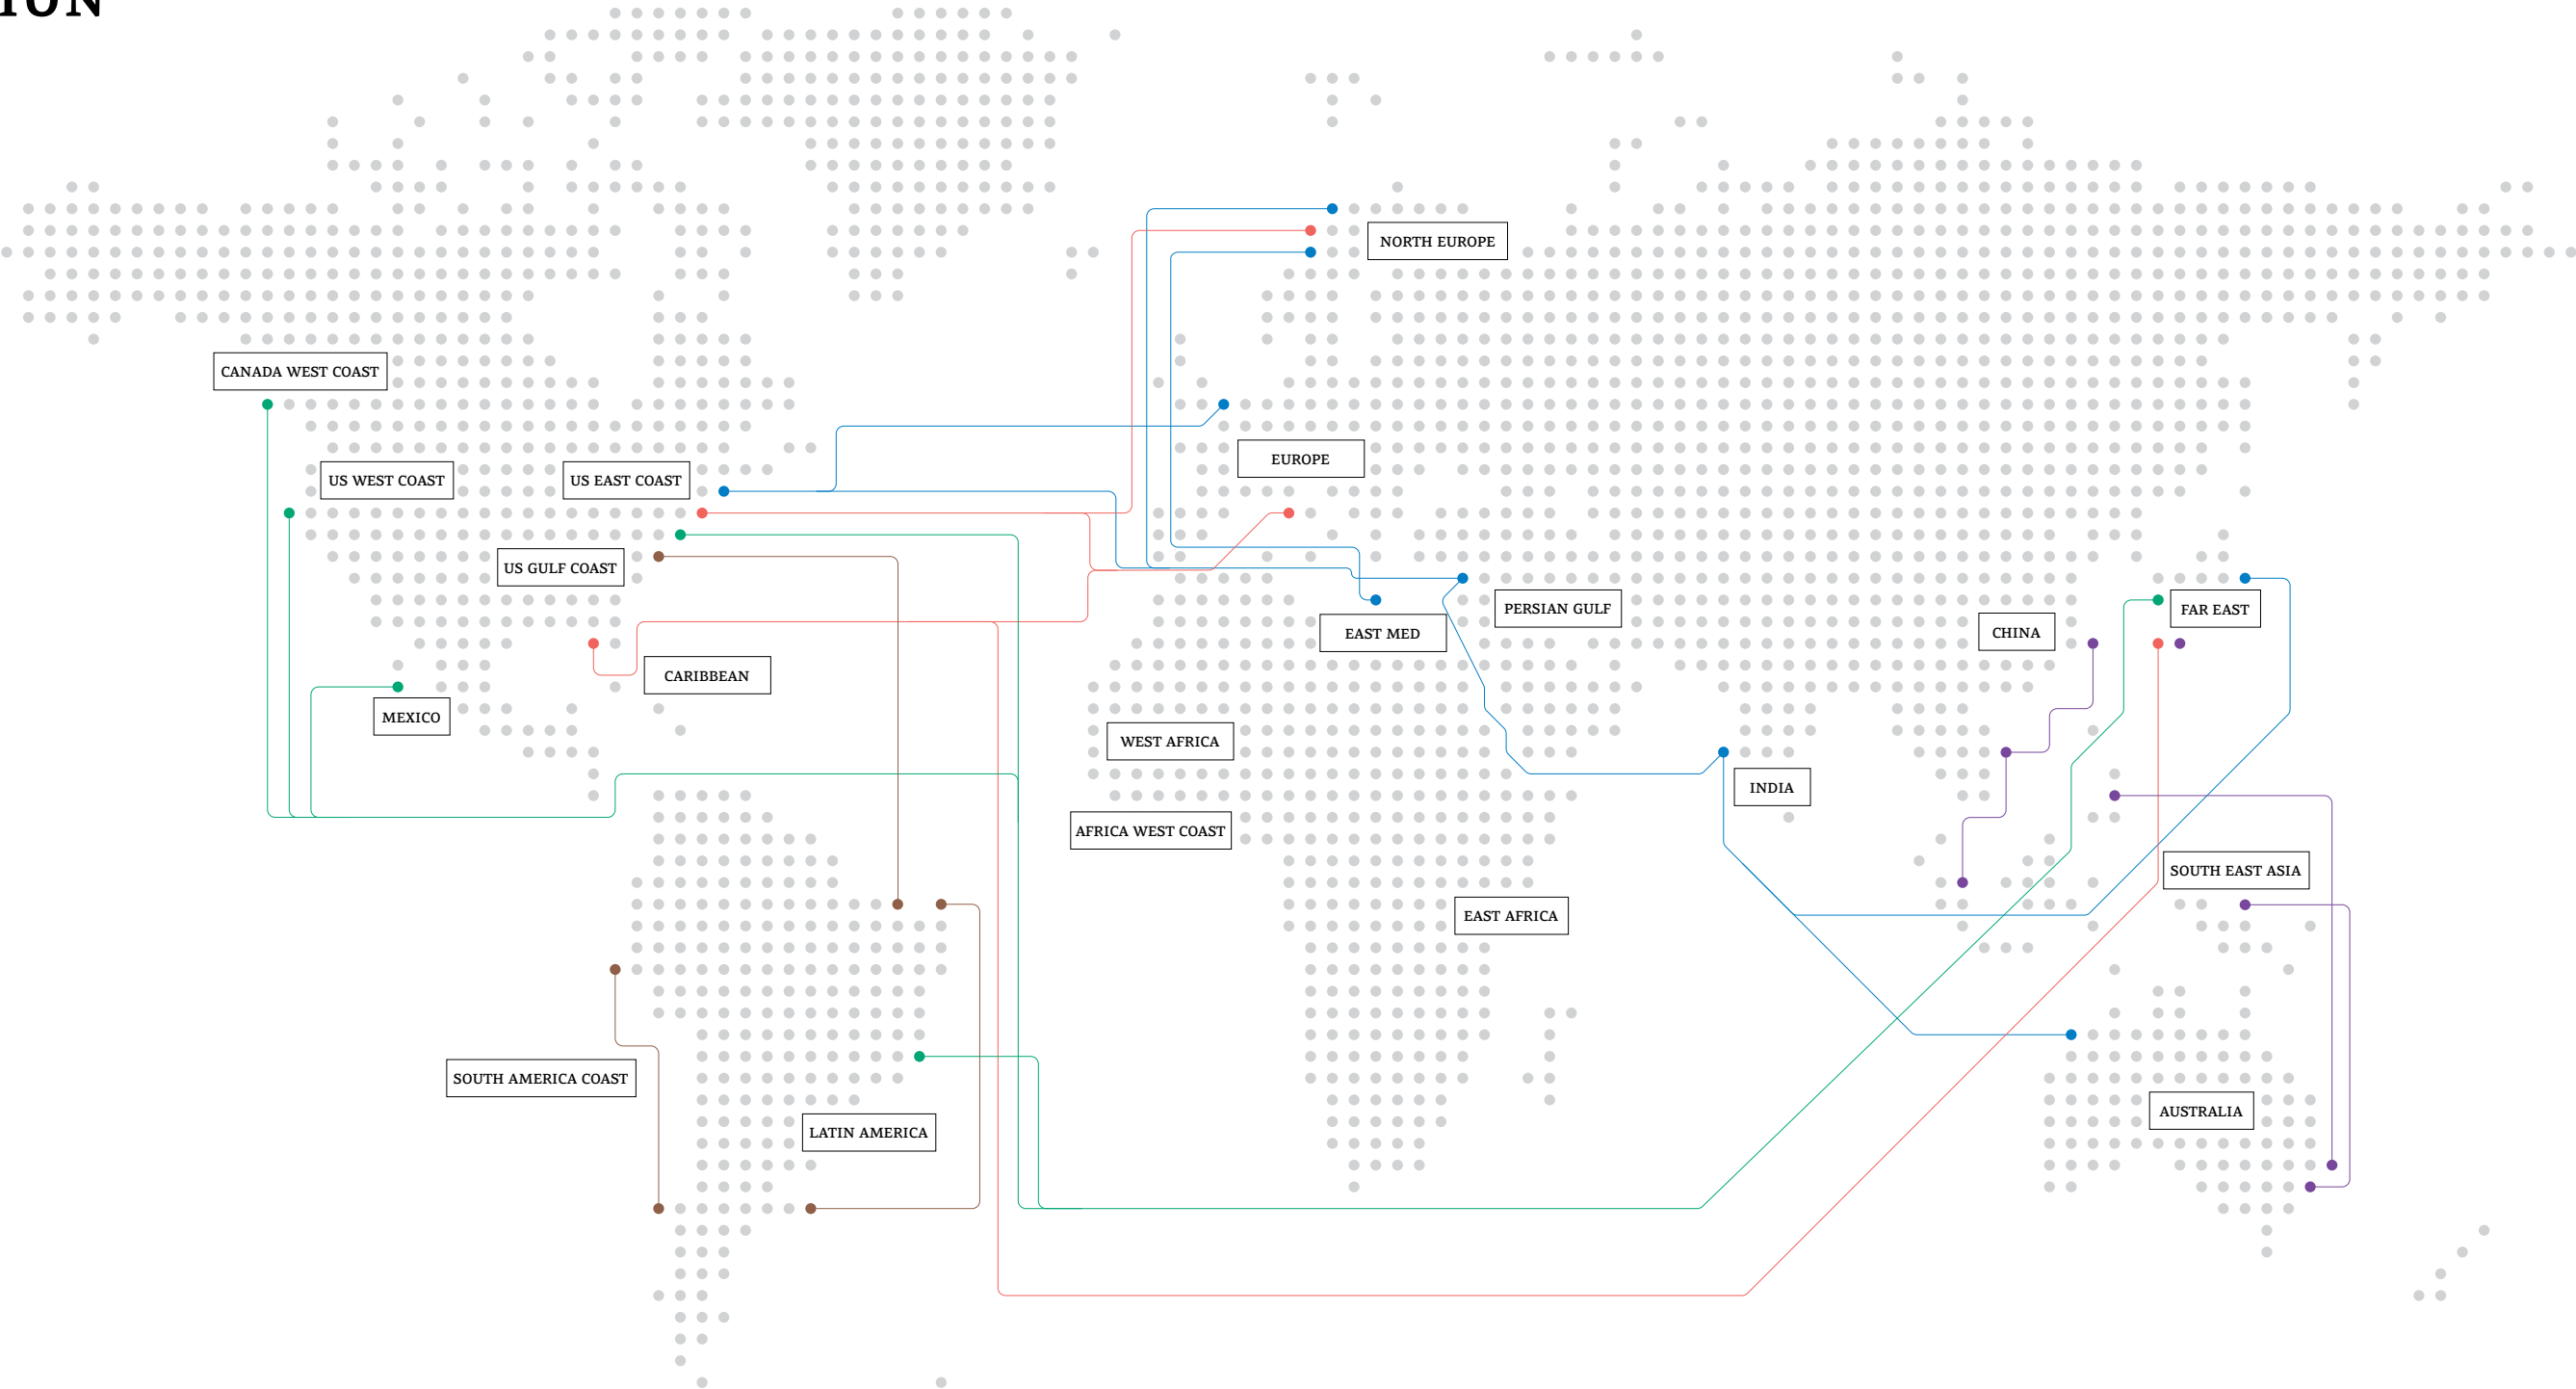 NORTH EUROPE
CANADA WEST COAST
EUROPE
US WEST COAST
US EAST COAST
US GULF COAST
PERSIAN GULF
FAR EAST
EAST MED
CHINA
CARIBBEAN
MEXICO
WEST AFRICA
INDIA
AFRICA WEST COAST
SOUTH EAST ASIA
EAST AFRICA
SOUTH AMERICA COAST
AUSTRALIA
LATIN AMERICA